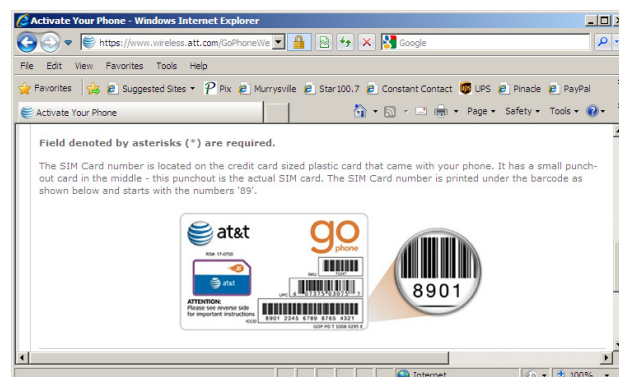 Activate Your Phone - Windows Internet Explorer
https://www.wireless.att.com/GoPhoneWe
Google
File Edit View Favorites Tools Help
Favorites Suggested Sites Pix Murrysville Star100.7 Constant Contact UPS Pinade PayPal
Activate Your Phone Page Safety Tools
Field denoted by asterisks (*) are required.
The SIM Card number is located on the credit card sized plastic card that came with your phone. It has a small punch-
out card in the middle - this punchout is the actual SIM card. The SIM Card number is printed under the barcode as
shown below and starts with the numbers '89'.
at&t
go
phone
SKU
at&t
UPC
ATTENTION:
Please see reverse side
for important instructions
ICCID
8901 2345 6789 8765 4321
8901
Internet
100%